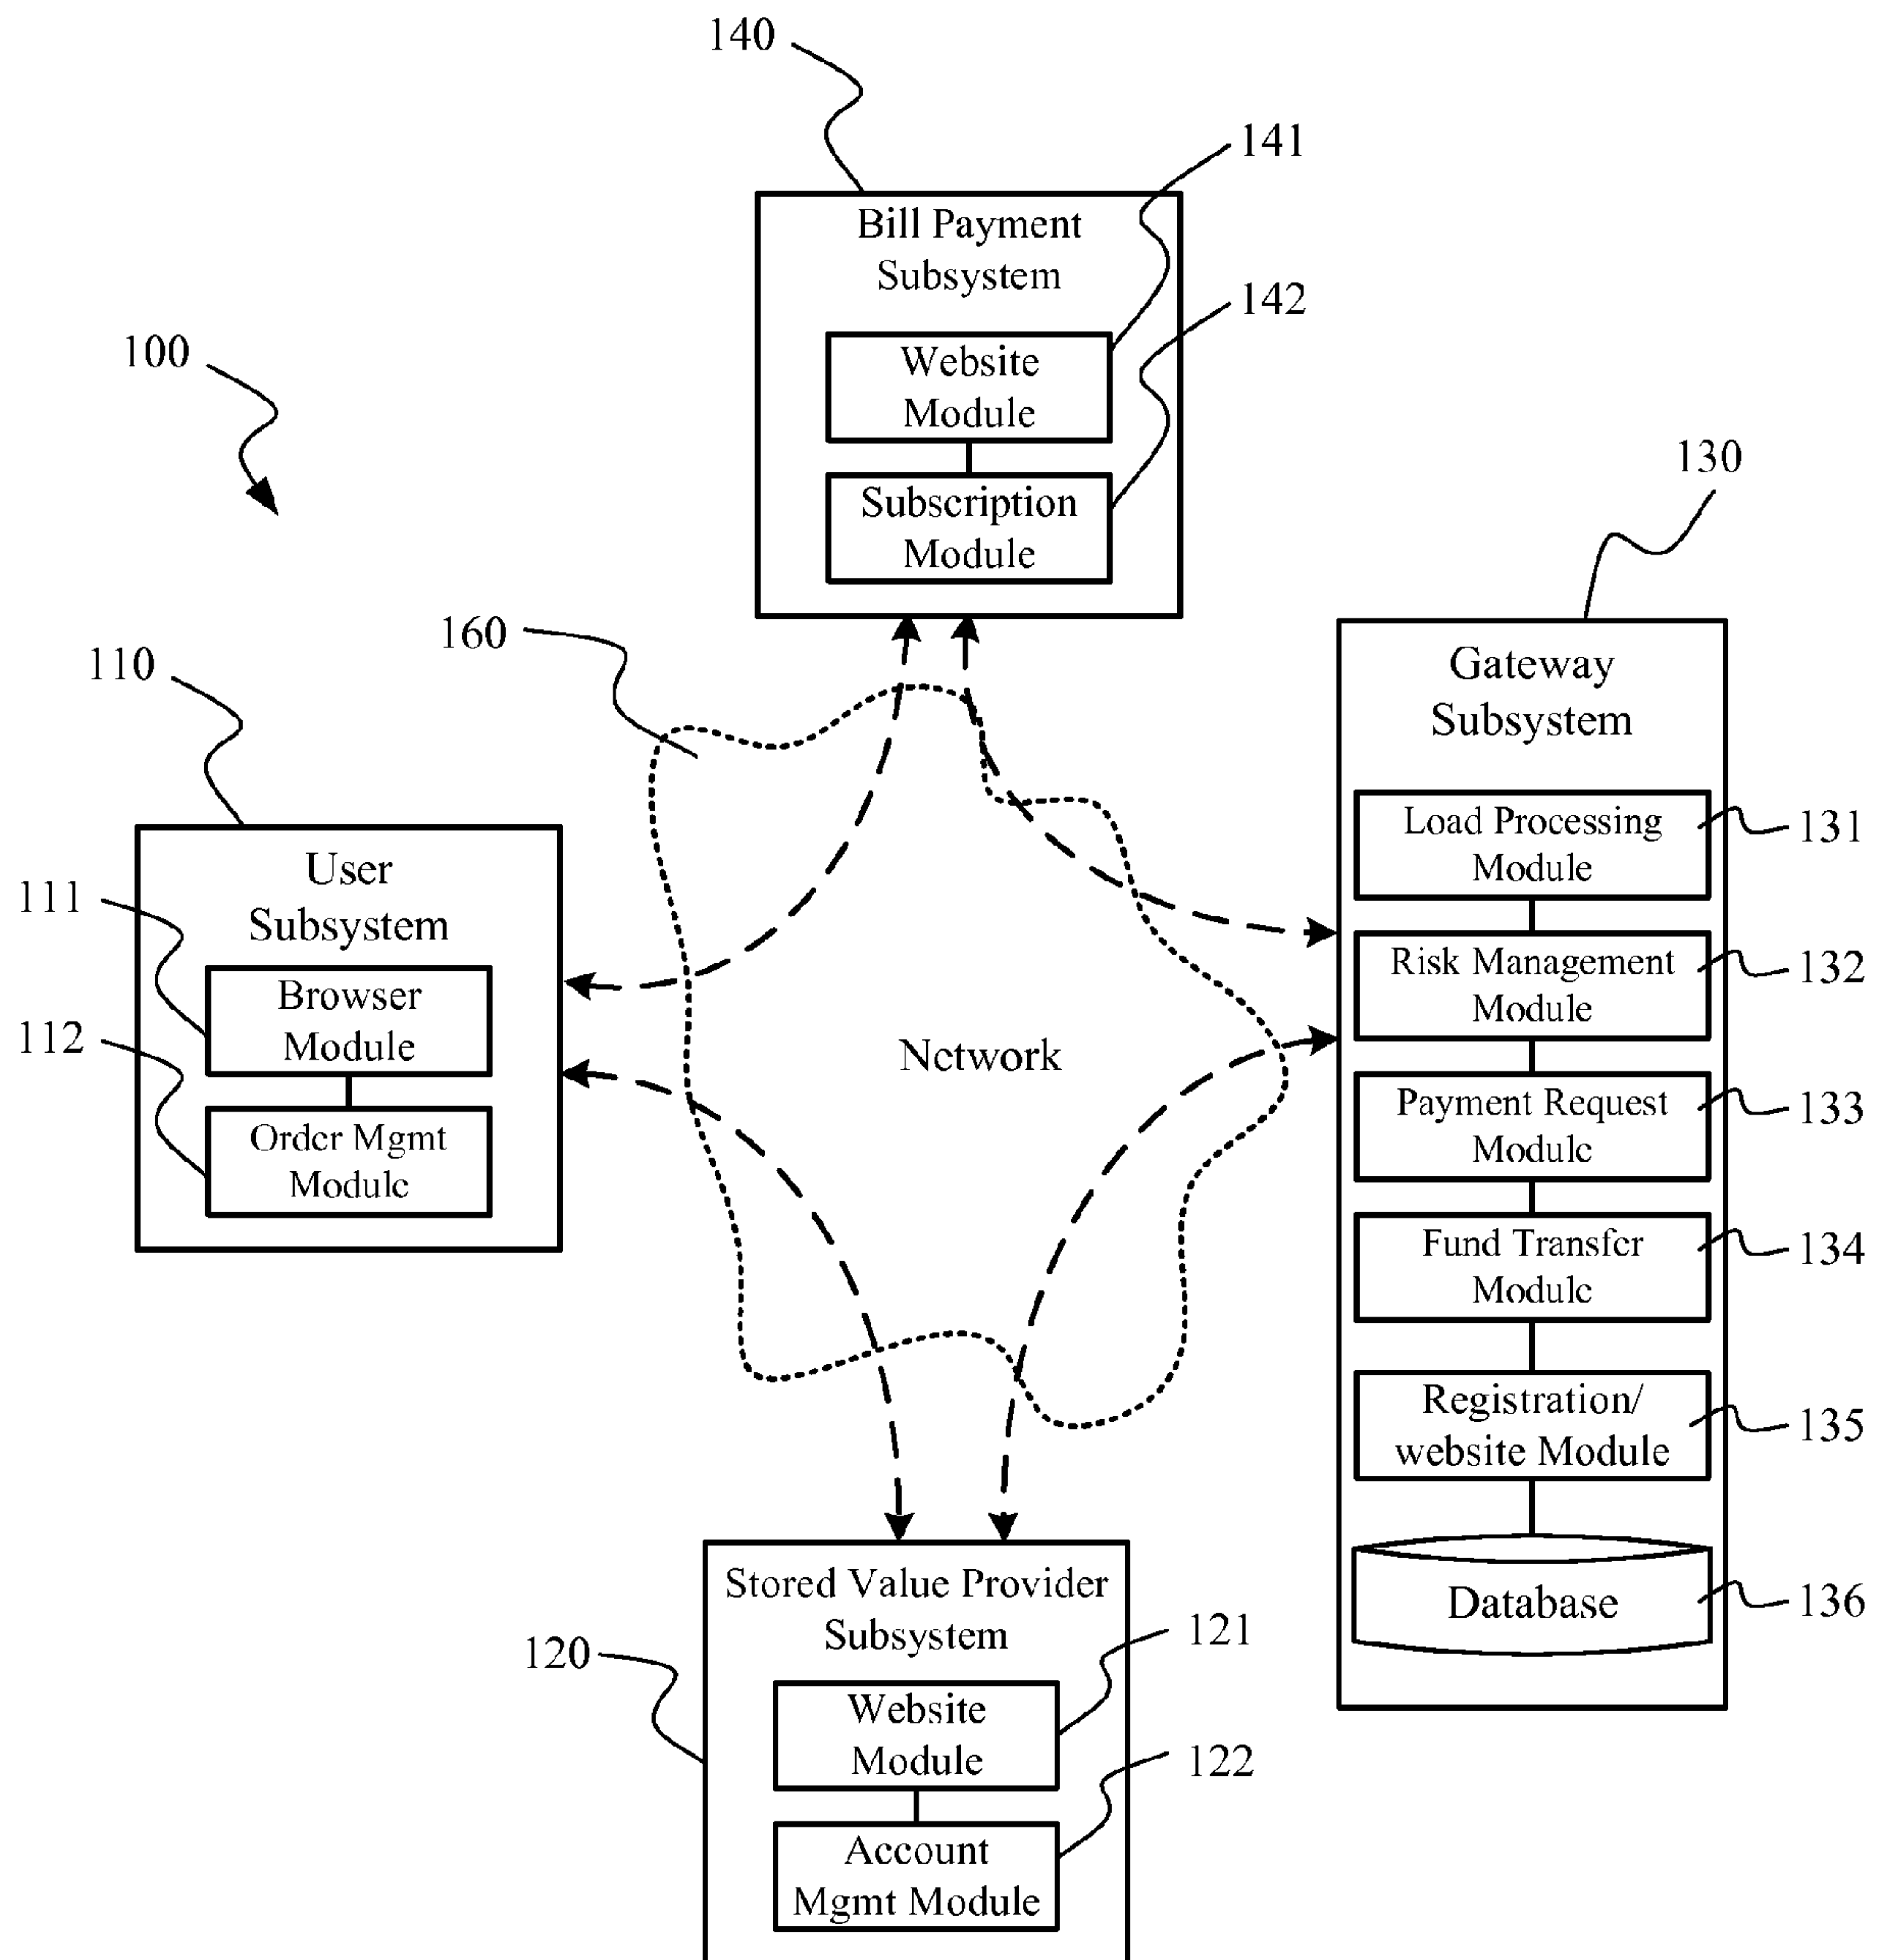 140
141
Bill Payment
Subsystem
142
Website
Module
Subscription
Module
100
130
160
110
Gateway
Subsystem
Load Processing
Module
131
Risk Management
Module
132
Payment Request
Module
133
Fund Transfer
Module
134
Registration/
website Module
135
Database
136
User
Subsystem
111
Browser
Module
112
Order Mgmt
Module
Network
Stored Value Provider
Subsystem
120
121
Website
Module
122
Account
Mgmt Module